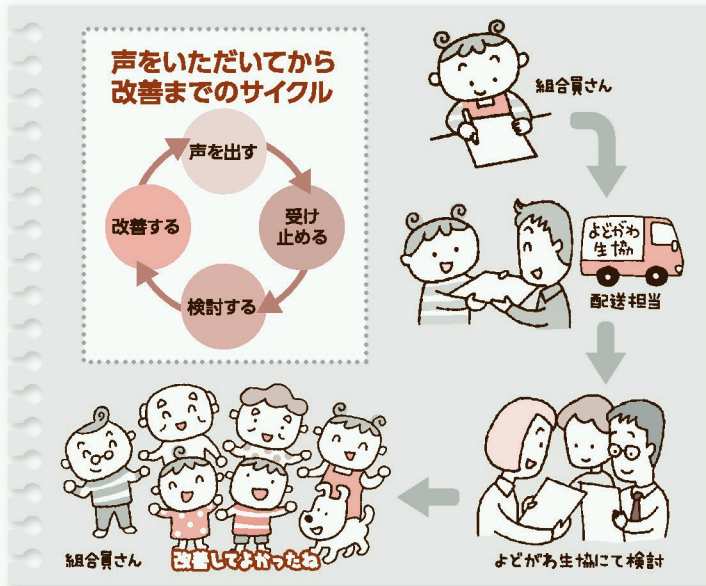 声をいただいてから
改善までのサイクル
声を出す
受け
止める
検討する
改善する
組合員さん
よどがわ
生協
配送担当
よどがわ生協にて検討
組合員さん
改善してよかったね